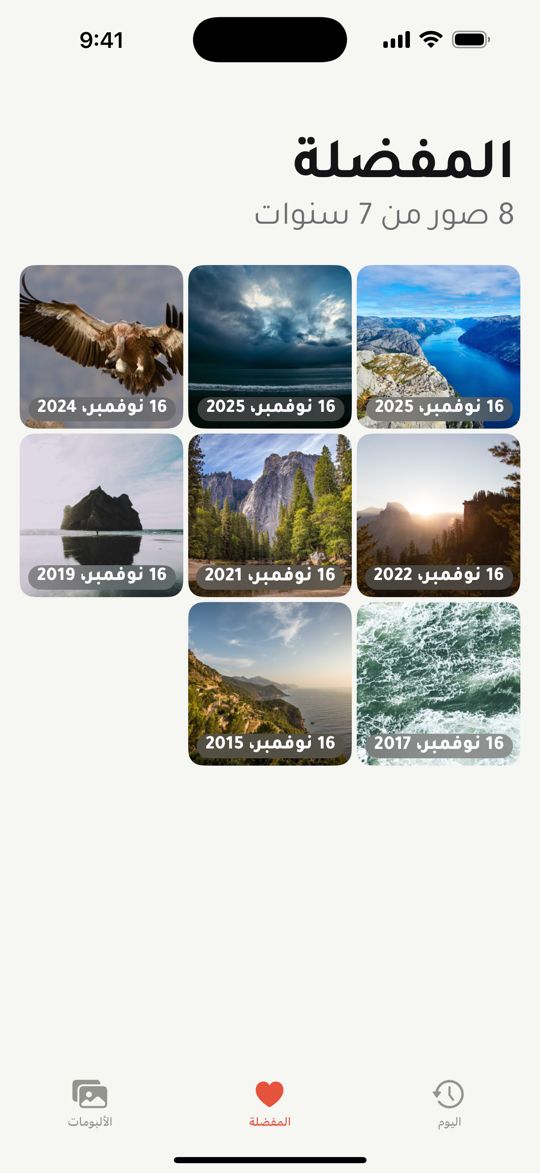 9:41
المفضلة
8 صور من 7 سنوات
16 نوفمبر، 2025
16 نوفمبر، 2025
16 نوفمبر، 2024
16 نوفمبر، 2022
16 نوفمبر، 2021
16 نوفمبر، 2019
16 نوفمبر، 2017
16 نوفمبر، 2015
اليوم
المفضلة
الألبومات